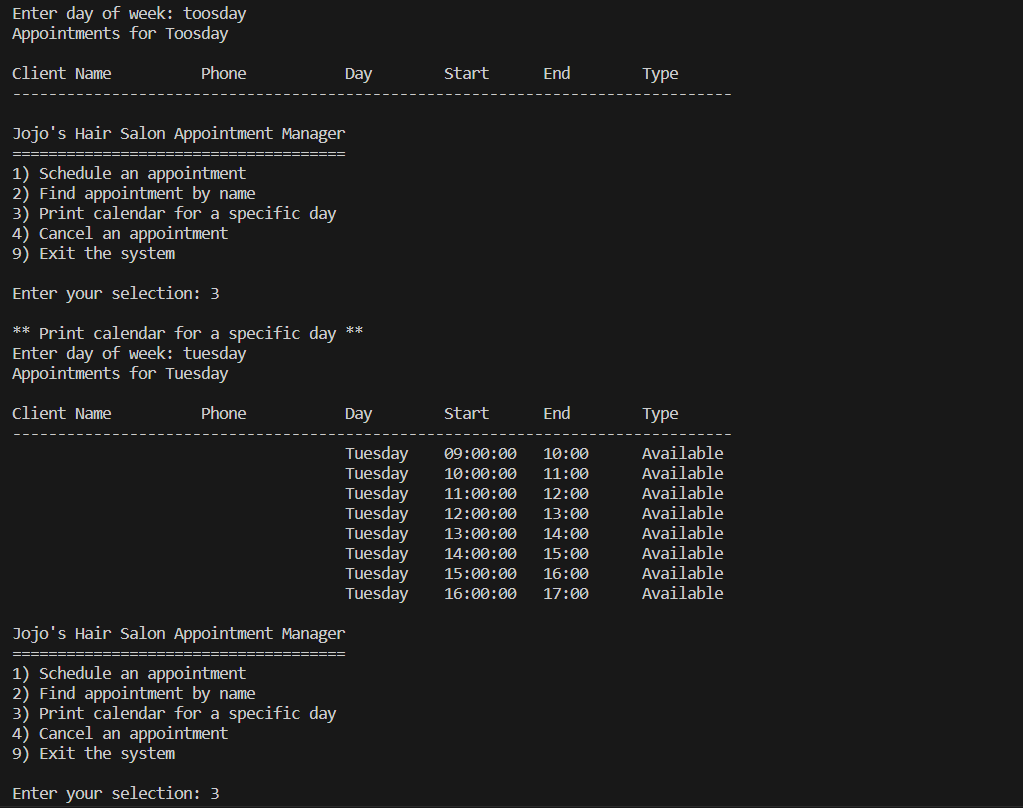 Enter day of week: toosday
Appointments for Toosday
Client Name Phone Day Start End Type
--------------------------------------------------------------------------------
Jojo's Hair Salon Appointment Manager
=====================================
1) Schedule an appointment
2) Find appointment by name
3) Print calendar for a specific day
4) Cancel an appointment
9) Exit the system
Enter your selection: 3
** Print calendar for a specific day **
Enter day of week: tuesday
Appointments for Tuesday
Client Name Phone Day Start End Type
--------------------------------------------------------------------------------
Tuesday 09:00:00 10:00 Available
Tuesday 10:00:00 11:00 Available
Tuesday 11:00:00 12:00 Available
Tuesday 12:00:00 13:00 Available
Tuesday 13:00:00 14:00 Available
Tuesday 14:00:00 15:00 Available
Tuesday 15:00:00 16:00 Available
Tuesday 16:00:00 17:00 Available
Jojo's Hair Salon Appointment Manager
=====================================
1) Schedule an appointment
2) Find appointment by name
3) Print calendar for a specific day
4) Cancel an appointment
9) Exit the system
Enter your selection: 3